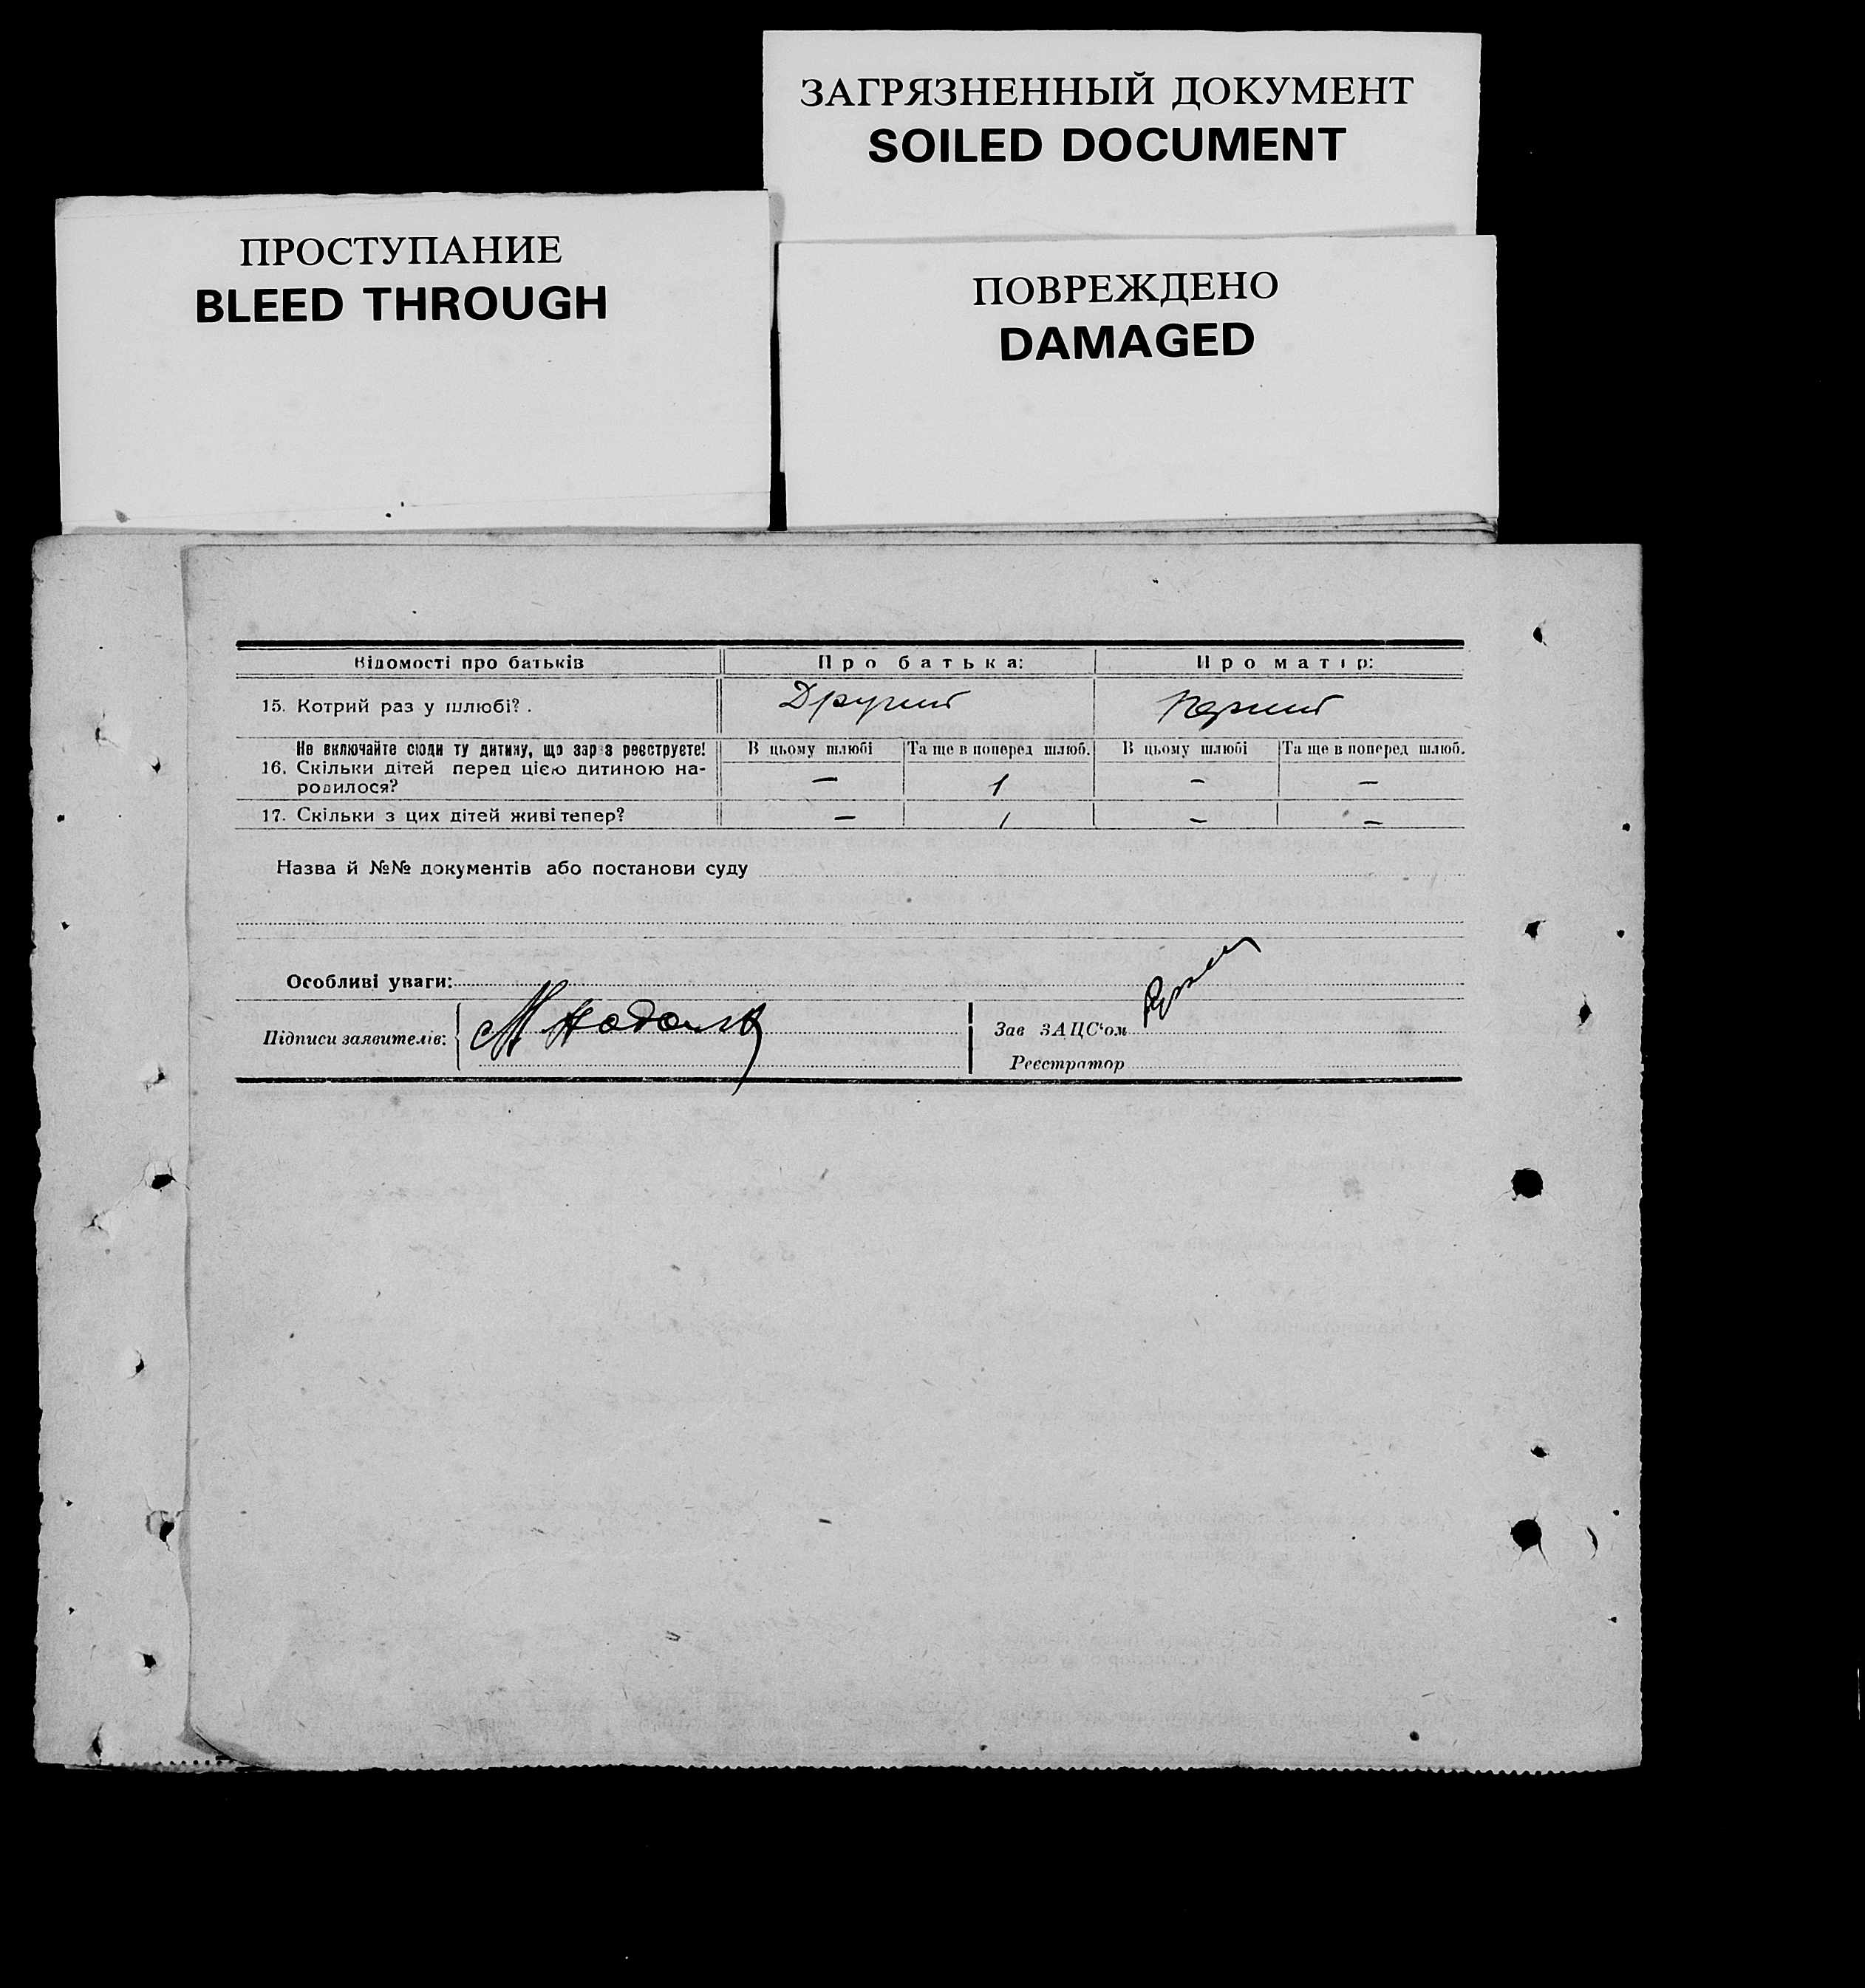 ЗАГРЯЗНЕННЫЙ ДОКУМЕНТ
SOILED DOCUMENT
ПРОСТУПАНИЕ
BLEED THROUGH
ПОВРЕЖДЕНО
DAMAGED
Відомості про батьків Про батька: Про матір:
15. Котрий раз у шлюбі? . Другий Перший
Не включайте сюди ту дитину, що зараз реєструєте! В цьому шлюбі Та ще в поперед шлюб. В цьому шлюбі Та ще в поперед шлюб.
16. Скільки дітей перед цією дитиною на-
родилося? — 1 — —
17. Скільки з цих дітей живі тепер? — 1 — —
Назва й №№ документів або постанови суду
Особливі уваги:
Підписи заявителів: Зав ЗАЦС'ом
Реєстратор